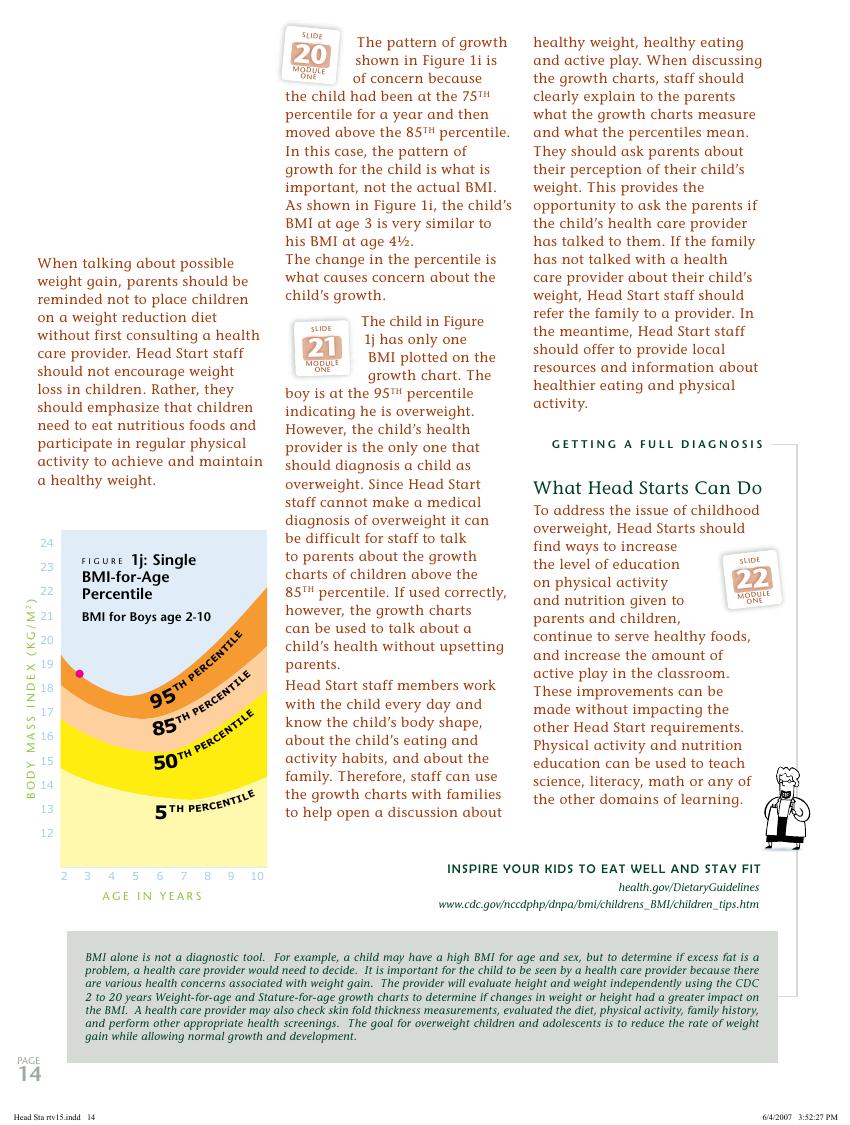 When talking about possible
weight gain, parents should be
reminded not to place children
on a weight reduction diet
without first consulting a health
care provider. Head Start staff
should not encourage weight
loss in children. Rather, they
should emphasize that children
need to eat nutritious foods and
participate in regular physical
activity to achieve and maintain
a healthy weight.
FIGURE 1j: Single
BMI-for-Age
Percentile
BMI for Boys age 2-10
BODY MASS INDEX (KG/M²)
24
23
22
21
20
19
18
17
16
15
14
13
12
95TH PERCENTILE
85TH PERCENTILE
50TH PERCENTILE
5TH PERCENTILE
2 3 4 5 6 7 8 9 10
AGE IN YEARS
SLIDE
20
MODULE
ONE
The pattern of growth
shown in Figure 1i is
of concern because
the child had been at the 75TH
percentile for a year and then
moved above the 85TH percentile.
In this case, the pattern of
growth for the child is what is
important, not the actual BMI.
As shown in Figure 1i, the child's
BMI at age 3 is very similar to
his BMI at age 4½.
The change in the percentile is
what causes concern about the
child's growth.
SLIDE
21
MODULE
ONE
The child in Figure
1j has only one
BMI plotted on the
growth chart. The
boy is at the 95TH percentile
indicating he is overweight.
However, the child's health
provider is the only one that
should diagnosis a child as
overweight. Since Head Start
staff cannot make a medical
diagnosis of overweight it can
be difficult for staff to talk
to parents about the growth
charts of children above the
85TH percentile. If used correctly,
however, the growth charts
can be used to talk about a
child's health without upsetting
parents.
Head Start staff members work
with the child every day and
know the child's body shape,
about the child's eating and
activity habits, and about the
family. Therefore, staff can use
the growth charts with families
to help open a discussion about
healthy weight, healthy eating
and active play. When discussing
the growth charts, staff should
clearly explain to the parents
what the growth charts measure
and what the percentiles mean.
They should ask parents about
their perception of their child's
weight. This provides the
opportunity to ask the parents if
the child's health care provider
has talked to them. If the family
has not talked with a health
care provider about their child's
weight, Head Start staff should
refer the family to a provider. In
the meantime, Head Start staff
should offer to provide local
resources and information about
healthier eating and physical
activity.
GETTING A FULL DIAGNOSIS
What Head Starts Can Do
To address the issue of childhood
overweight, Head Starts should
find ways to increase
the level of education
on physical activity
and nutrition given to
parents and children,
continue to serve healthy foods,
and increase the amount of
active play in the classroom.
These improvements can be
made without impacting the
other Head Start requirements.
Physical activity and nutrition
education can be used to teach
science, literacy, math or any of
the other domains of learning.
SLIDE
22
MODULE
ONE
INSPIRE YOUR KIDS TO EAT WELL AND STAY FIT
health.gov/DietaryGuidelines
www.cdc.gov/nccdphp/dnpa/bmi/childrens_BMI/children_tips.htm
BMI alone is not a diagnostic tool. For example, a child may have a high BMI for age and sex, but to determine if excess fat is a
problem, a health care provider would need to decide. It is important for the child to be seen by a health care provider because there
are various health concerns associated with weight gain. The provider will evaluate height and weight independently using the CDC
2 to 20 years Weight-for-age and Stature-for-age growth charts to determine if changes in weight or height had a greater impact on
the BMI. A health care provider may also check skin fold thickness measurements, evaluated the diet, physical activity, family history,
and perform other appropriate health screenings. The goal for overweight children and adolescents is to reduce the rate of weight
gain while allowing normal growth and development.
PAGE
14
Head Sta rtv15.indd 14
6/4/2007 3:52:27 PM